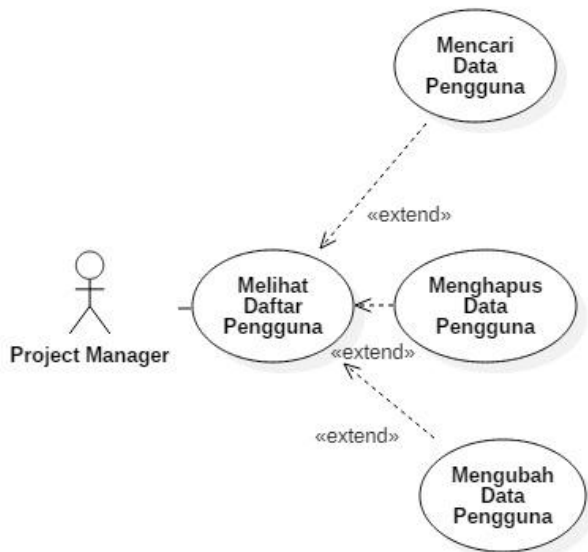 Mencari
Data
Pengguna
«extend»
Melihat
Daftar
Pengguna
Menghapus
Data
Pengguna
Project Manager
«extend»
«extend»
Mengubah
Data
Pengguna